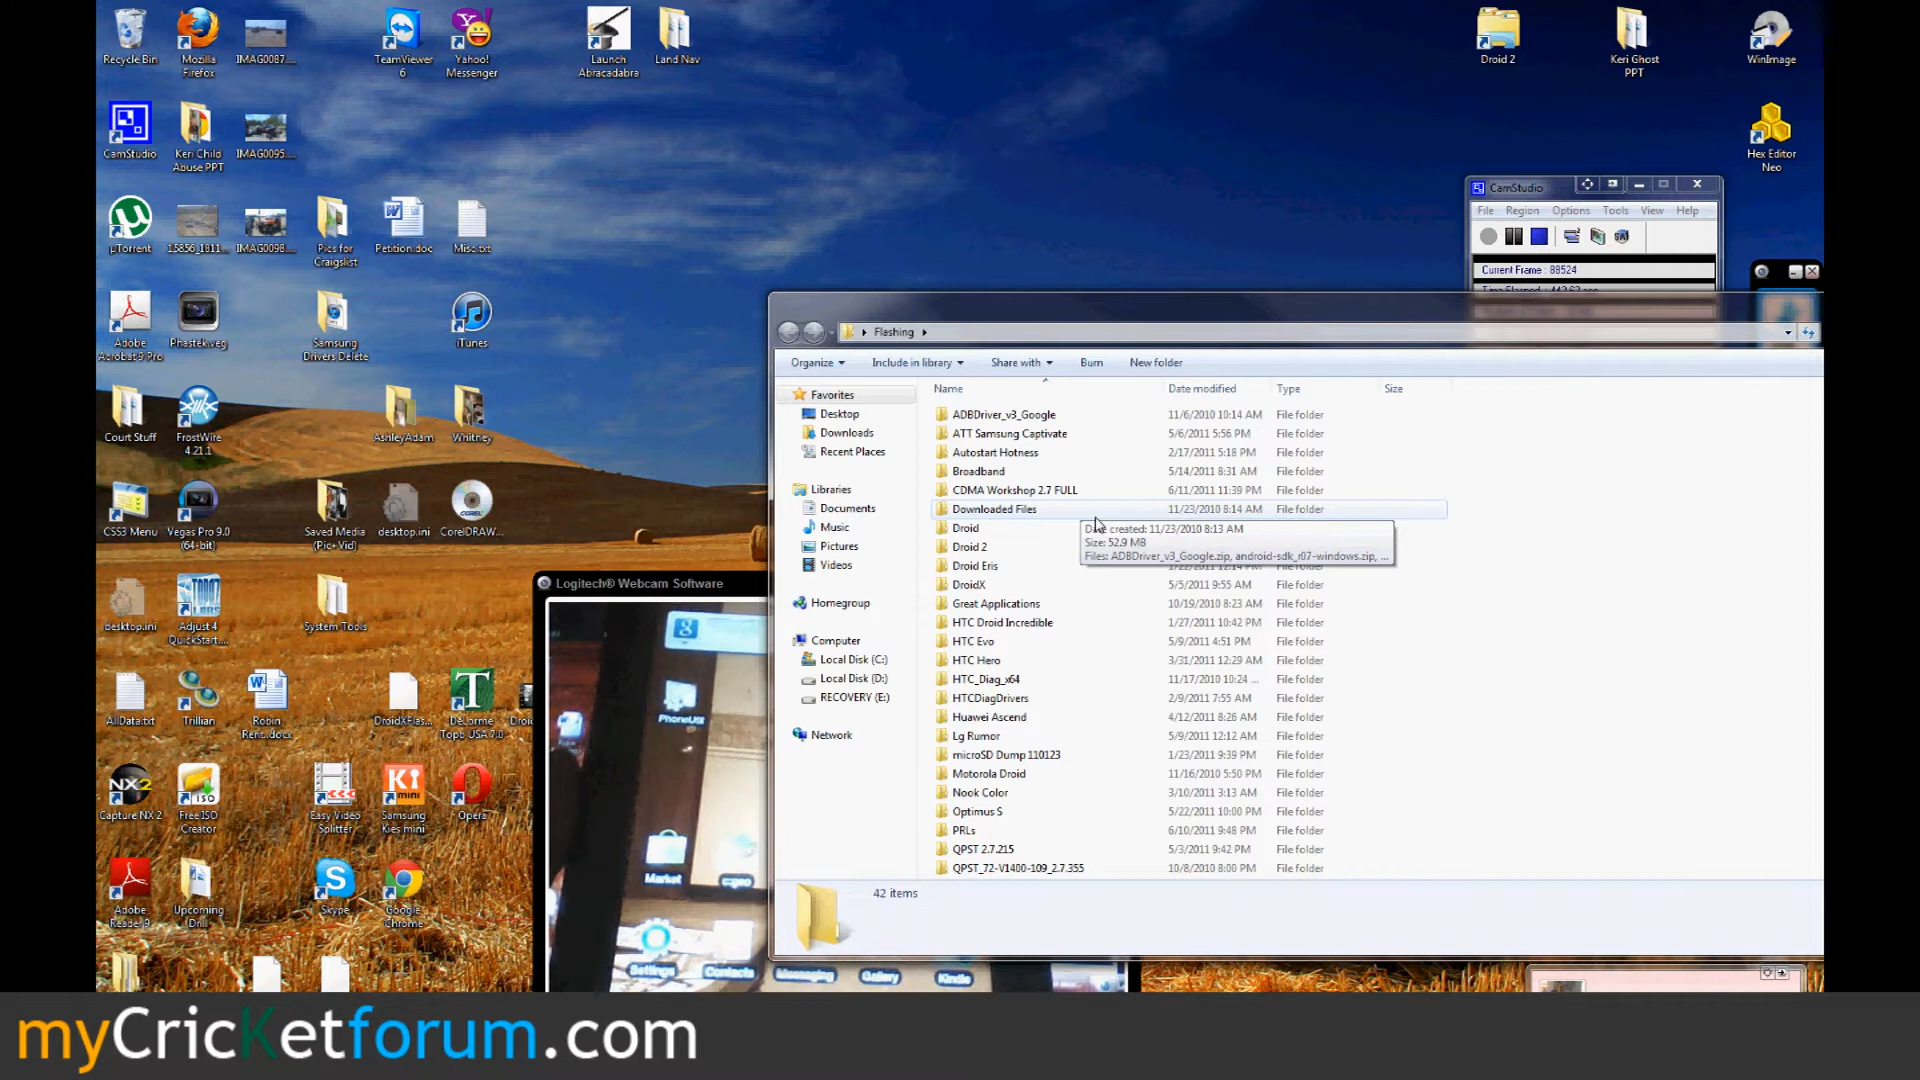 Recycle Bin
Mozilla
Firefox
IMAG0087...
TeamViewer
6
Yahoo!
Messenger
Launch
Abracadabra
Land Nav
Droid 2
Keri Ghost
PPT
WinImage
CamStudio
Keri Child
Abuse PPT
IMAG0095...
Hex Editor
Neo
µTorrent
15856_1811...
IMAG0098...
Pics for
Craigslist
Petition.doc
Misc.txt
CamStudio
File Region Options Tools View Help
Current Frame : 88524
Adobe
Acrobat 9 Pro
Phastek.veg
Samsung
Drivers Delete
iTunes
Flashing
Organize Include in library Share with Burn New folder
Name Date modified Type Size
Favorites
Desktop
Downloads
Recent Places
Libraries
Documents
Music
Pictures
Videos
Homegroup
Computer
Local Disk (C:)
Local Disk (D:)
RECOVERY (E:)
Network
ADBDriver_v3_Google 11/6/2010 10:14 AM File folder
ATT Samsung Captivate 5/6/2011 5:56 PM File folder
Autostart Hotness 2/17/2011 5:18 PM File folder
Broadband 5/14/2011 8:31 AM File folder
CDMA Workshop 2.7 FULL 6/11/2011 11:39 PM File folder
Downloaded Files 11/23/2010 8:14 AM File folder
Droid
Date created: 11/23/2010 8:13 AM
Size: 52.9 MB
Files: ADBDriver_v3_Google.zip, android-sdk_r07-windows.zip, ...
Droid 2
Droid Eris 1/22/2011 12:14 PM File folder
DroidX 5/5/2011 9:55 AM File folder
Great Applications 10/19/2010 8:23 AM File folder
HTC Droid Incredible 1/27/2011 10:42 PM File folder
HTC Evo 5/9/2011 4:51 PM File folder
HTC Hero 3/31/2011 12:29 AM File folder
HTC_Diag_x64 11/17/2010 10:24 ... File folder
HTCDiagDrivers 2/9/2011 7:55 AM File folder
Huawei Ascend 4/12/2011 8:26 AM File folder
Lg Rumor 5/9/2011 12:12 AM File folder
microSD Dump 110123 1/23/2011 9:39 PM File folder
Motorola Droid 11/16/2010 5:50 PM File folder
Nook Color 3/10/2011 3:13 AM File folder
Optimus S 5/22/2011 10:00 PM File folder
PRLs 6/10/2011 9:48 PM File folder
QPST 2.7.215 5/3/2011 9:42 PM File folder
QPST_72-V1400-109_2.7.355 10/8/2010 8:00 PM File folder
42 items
Court Stuff
FrostWire
4.21.1
AshleyAdam
Whitney
CSS3 Menu
Vegas Pro 9.0
(64-bit)
Saved Media
(Pic+Vid)
desktop.ini
CorelDRAW...
desktop.ini
Adjust 4
QuickStart...
System Tools
Logitech® Webcam Software
Market
Settings
Contacts
Messaging
Gallery
Kindle
AllData.txt
Trillian
Robin
Rent...docx
DroidXFlas...
DeLorme
Topo USA 7.0
NX2
Capture NX 2
ISO
Free ISO
Creator
Easy Video
Splitter
Ki
mini
Samsung
Kies mini
Opera
Adobe
Reader 9
Upcoming
Drill
Skype
Google
Chrome
myCricKetforum.com